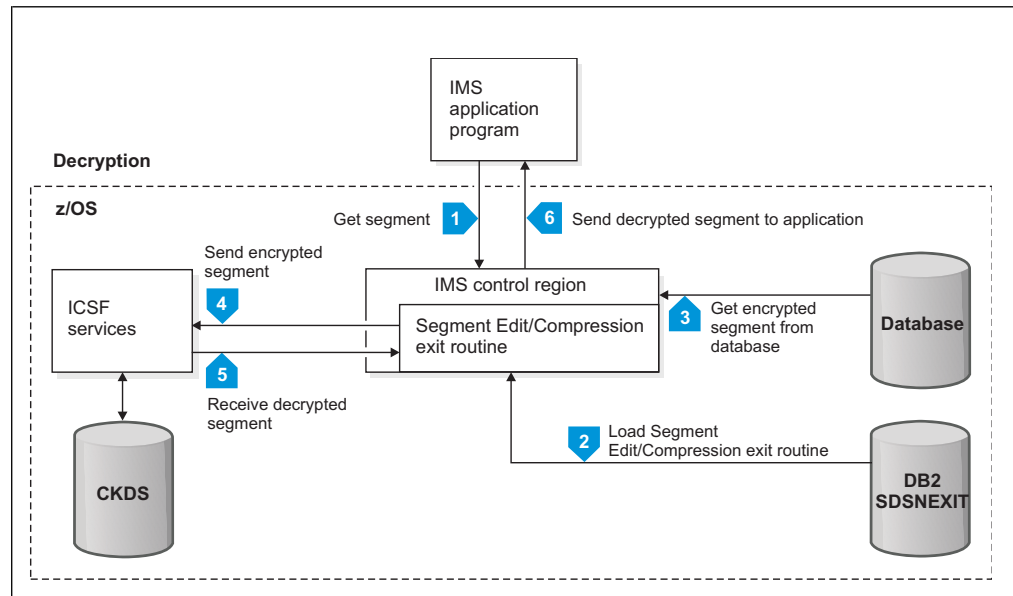 IMS
application
program
Decryption
z/OS
Get segment
1
6
Send decrypted segment to application
Send encrypted
segment
4
IMS control region
ICSF
services
Segment Edit/Compression
exit routine
3
Get encrypted
segment from
database
Database
5
Receive decrypted
segment
2
Load Segment
Edit/Compression exit routine
CKDS
DB2
SDSNEXIT